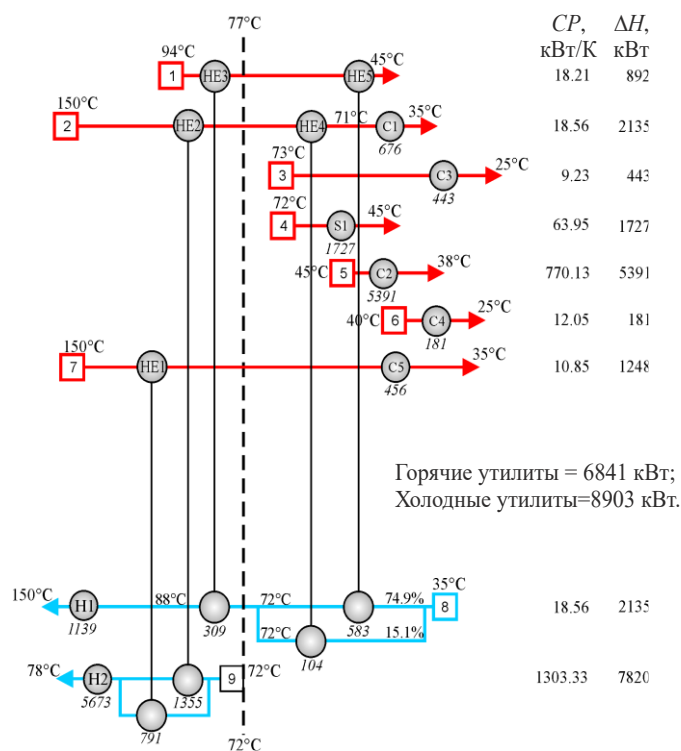 77°C
CP, ΔH,
кВт/К кВт
94°C 45°C
1 HE3 HE5 18.21 892
150°C 71°C 35°C
2 HE2 HE4 C1 18.56 2135
676
73°C 25°C
3 C3 9.23 443
443
72°C 45°C
4 S1 63.95 1727
1727
45°C 5 C2 38°C 770.13 5391
5391
40°C 6 C4 25°C 12.05 181
181
150°C 35°C
7 HE1 C5 10.85 1248
456
Горячие утилиты = 6841 кВт;
Холодные утилиты=8903 кВт.
150°C H1 88°C 72°C 74.9% 35°C 8 18.56 2135
1139 309 583
72°C 15.1%
104
78°C H2 9 72°C 1303.33 7820
5673 1355
791
72°C